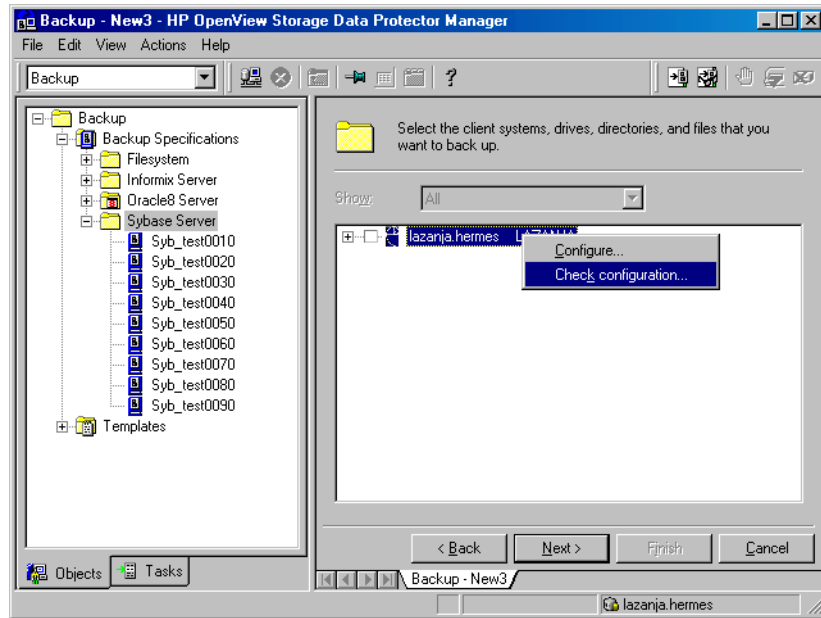 Backup - New3 - HP OpenView Storage Data Protector Manager
File Edit View Actions Help
Backup
Backup
Backup Specifications
Filesystem
Informix Server
Oracle8 Server
Sybase Server
Syb_test0010
Syb_test0020
Syb_test0030
Syb_test0040
Syb_test0050
Syb_test0060
Syb_test0070
Syb_test0080
Syb_test0090
Templates
Objects Tasks
Select the client systems, drives, directories, and files that you
want to back up.
Show: All
lazanja.hermes
Configure...
Check configuration...
< Back Next > Finish Cancel
Backup - New3
lazanja.hermes